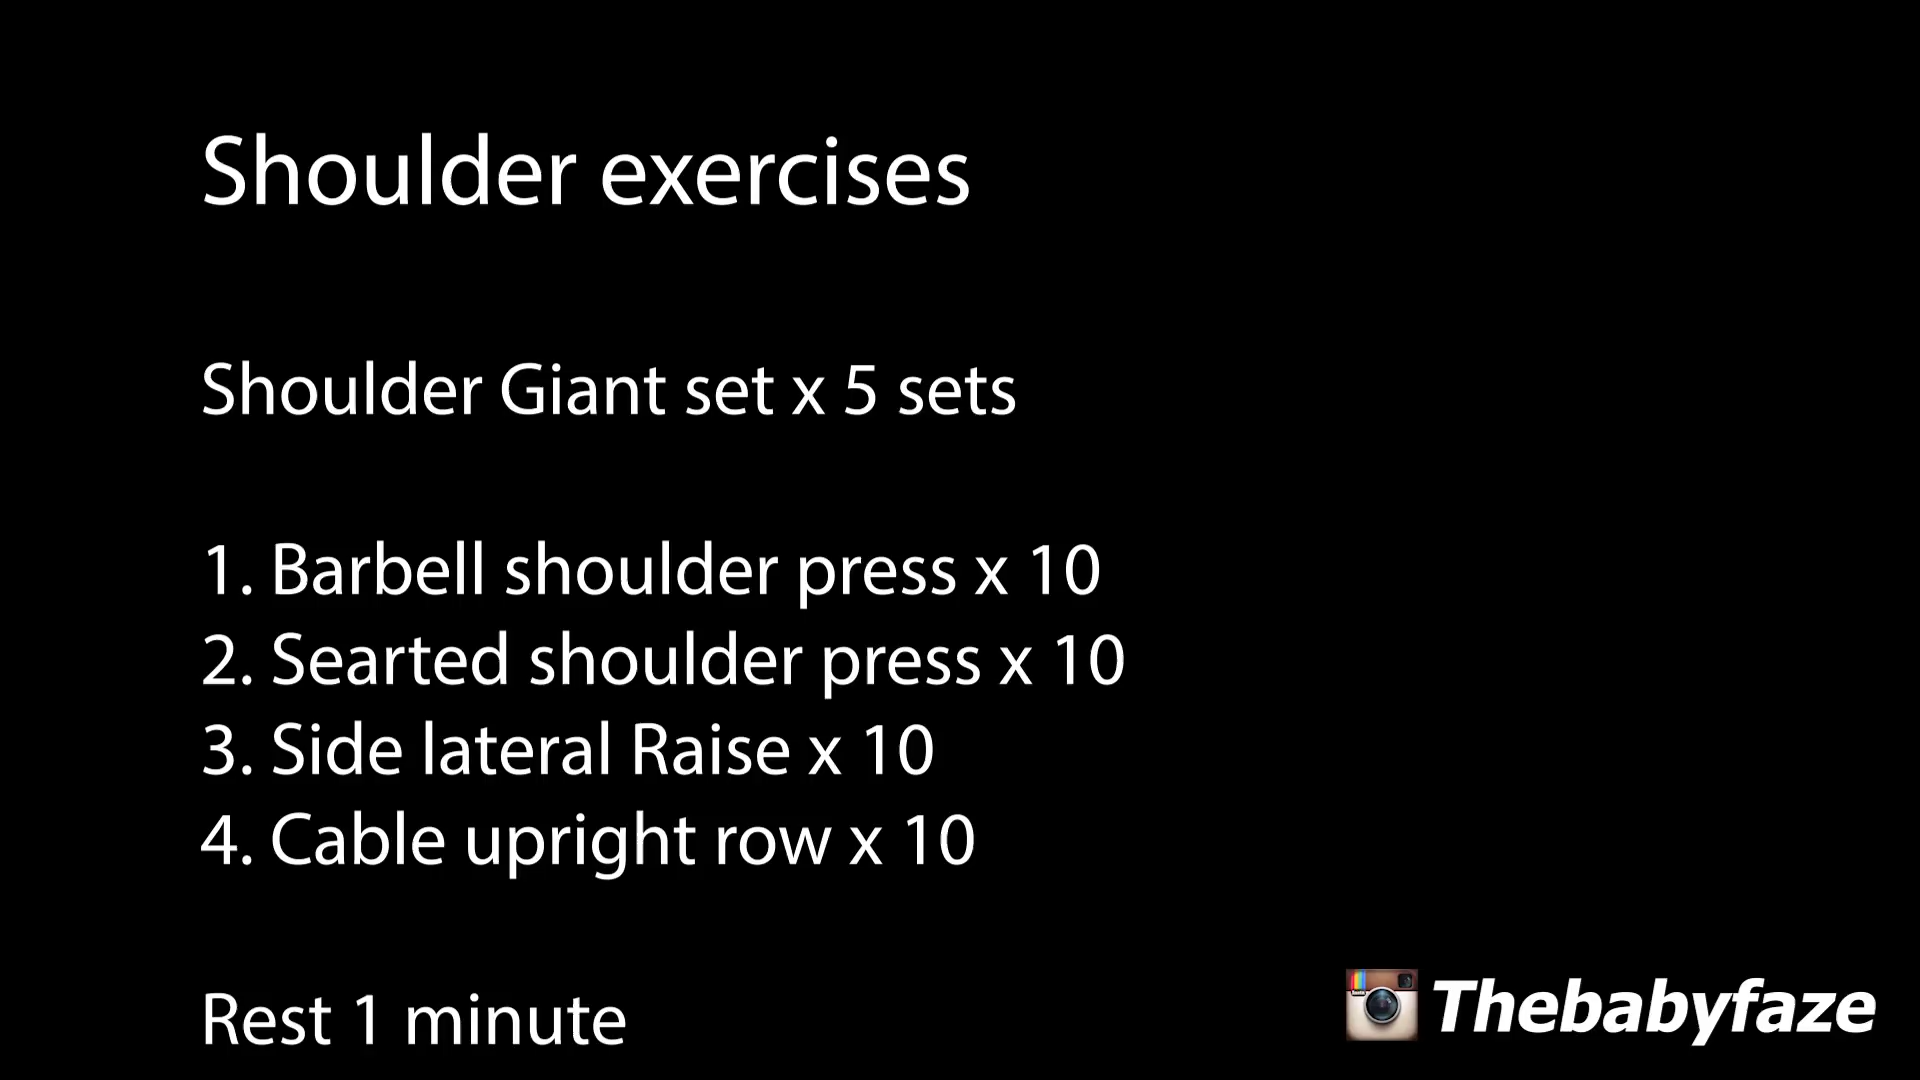 Shoulder exercises
Shoulder Giant set x 5 sets
1. Barbell shoulder press x 10
2. Searted shoulder press x 10
3. Side lateral Raise x 10
4. Cable upright row x 10
Rest 1 minute
Thebabyfaze